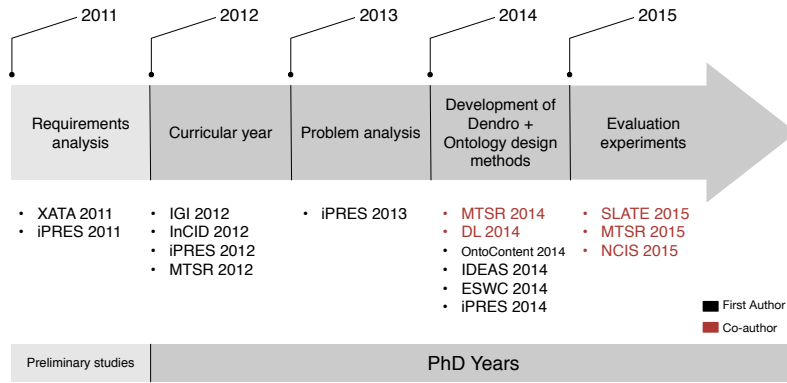 2011
2012
2013
2014
2015
Requirements
analysis
Curricular year
Problem analysis
Development of
Dendro +
Ontology design
methods
Evaluation
experiments
• XATA 2011
• iPRES 2011
• IGI 2012
• InCID 2012
• iPRES 2012
• MTSR 2012
• iPRES 2013
• MTSR 2014
• DL 2014
• OntoContent 2014
• IDEAS 2014
• ESWC 2014
• iPRES 2014
• SLATE 2015
• MTSR 2015
• NCIS 2015
First Author
Co-author
Preliminary studies
PhD Years